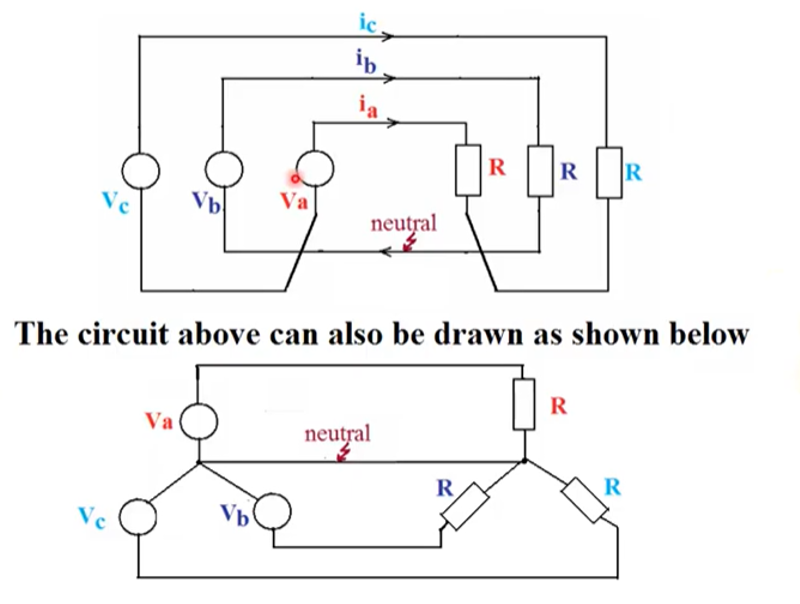 ic
ib
ia
R
R
R
Vc
Vb
Va
neutral
The circuit above can also be drawn as shown below
Va
R
neutral
R
R
Vc
Vb